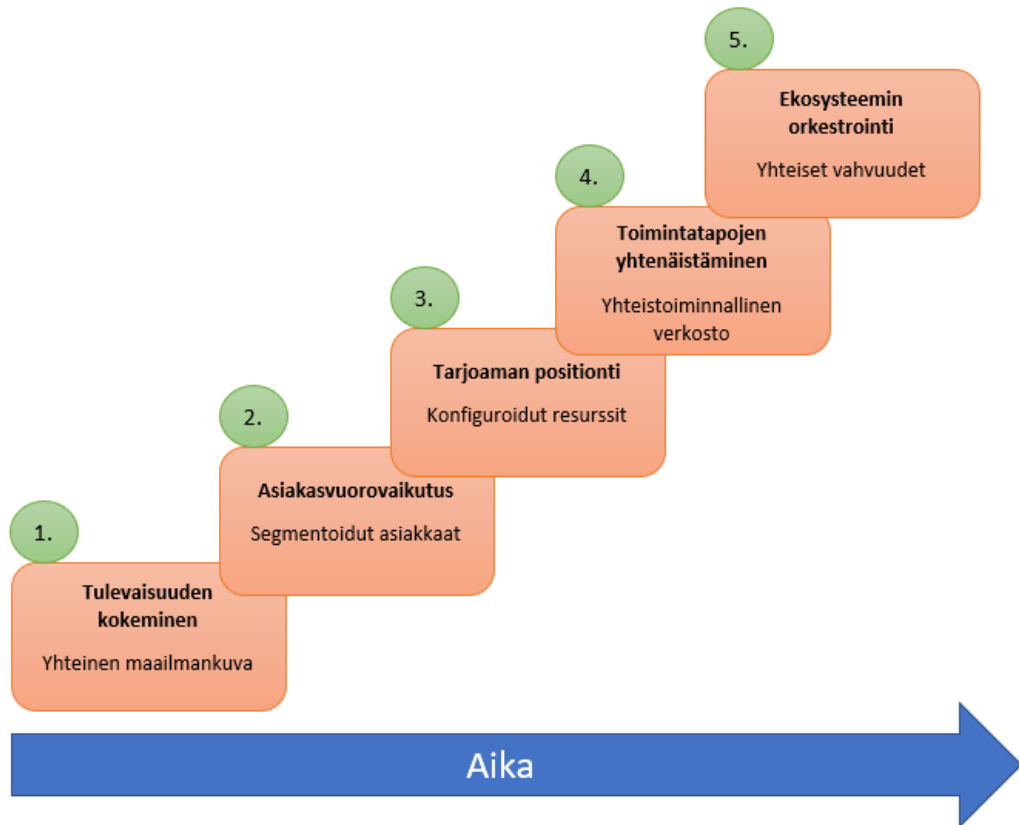 1.
Tulevaisuuden
kokeminen
Yhteinen maailmankuva
2.
Asiakasvuorovaikutus
Segmentoidut asiakkaat
3.
Tarjoaman positionti
Konfiguroidut resurssit
4.
Toimintatapojen
yhtenäistäminen
Yhteistoiminnallinen
verkosto
5.
Ekosysteemin
orkestrointi
Yhteiset vahvuudet
Aika